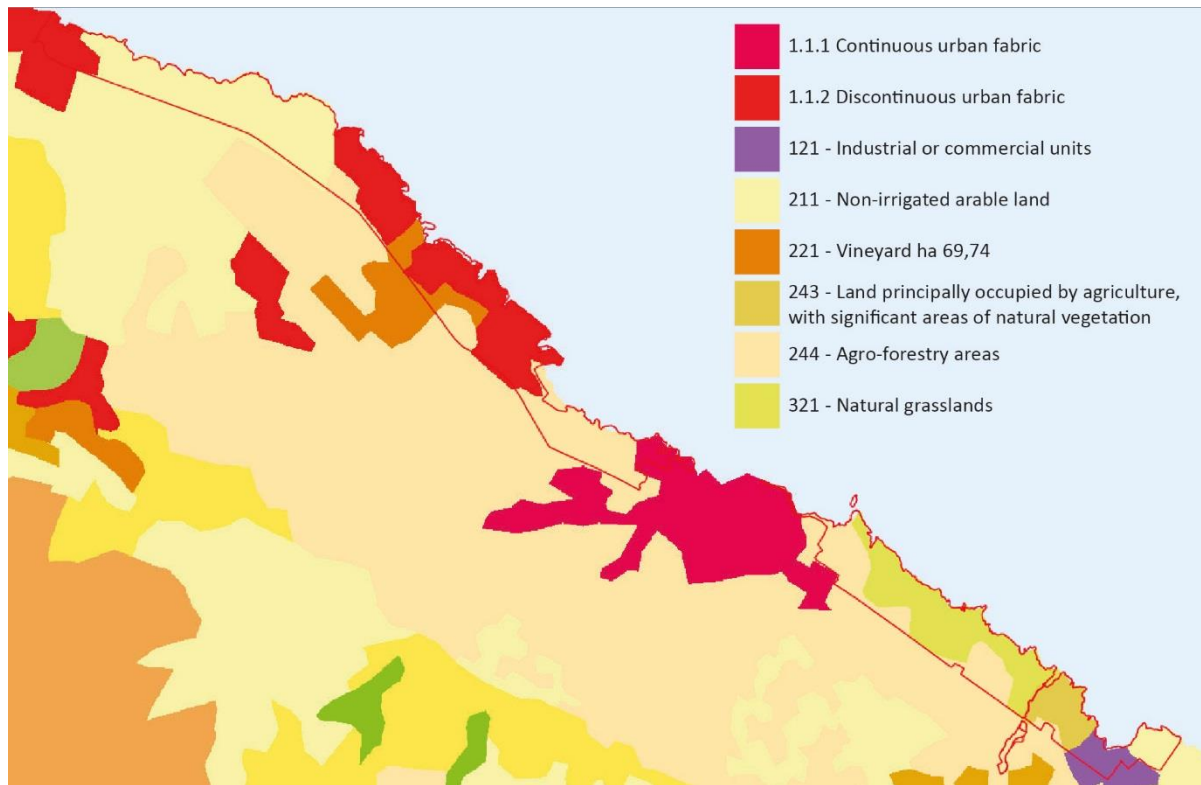 1.1.1 Continuous urban fabric
1.1.2 Discontinuous urban fabric
121 - Industrial or commercial units
211 - Non-irrigated arable land
221 - Vineyard ha 69,74
243 - Land principally occupied by agriculture,
with significant areas of natural vegetation
244 - Agro-forestry areas
321 - Natural grasslands